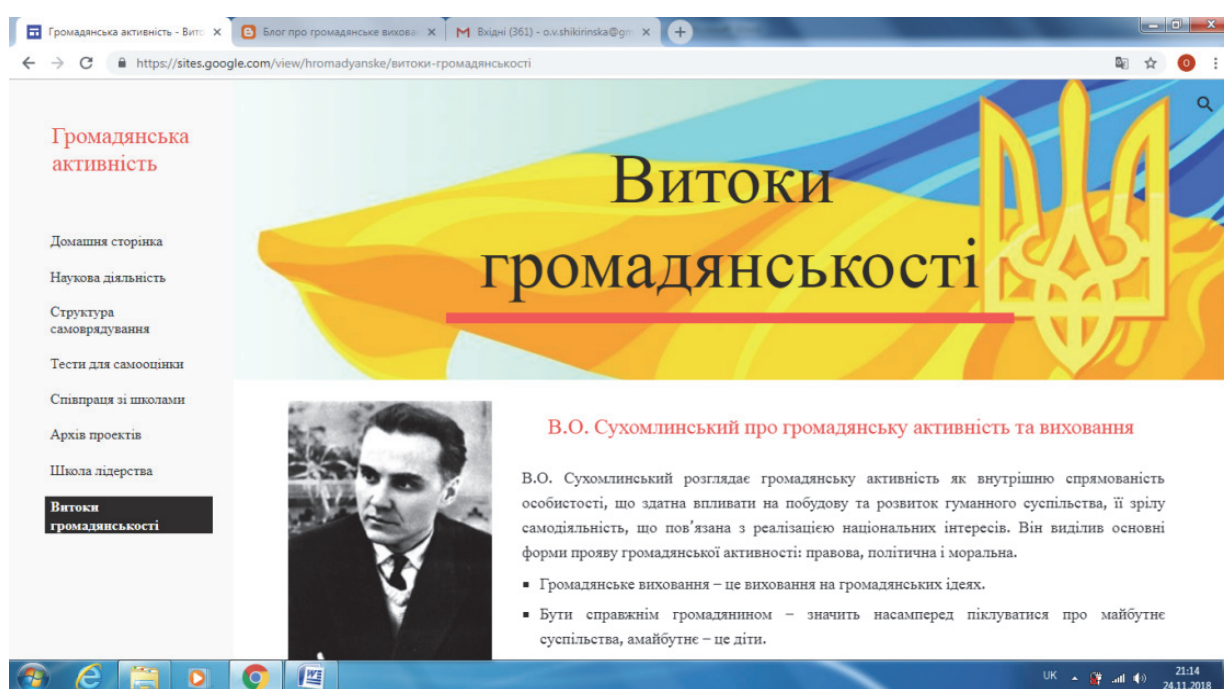 Громадянська активність - Вито
Блог про громадянське вихова
Вхідні (361) - o.v.shikirinska@gm
https://sites.google.com/view/hromadyanske/витоки-громадянськості
О
Громадянська
активність
Домашня сторінка
Наукова діяльність
Структура
самоврядування
Тести для самооцінки
Співпраця зі школами
Архів проектів
Школа лідерства
Витоки
громадянськості
Витоки
громадянськості
В.О. Сухомлинський про громадянську активність та виховання
В.О. Сухомлинський розглядає громадянську активність як внутрішню спрямованість
особистості, що здатна впливати на побудову та розвиток гуманного суспільства, її зрілу
самодіяльність, що пов’язана з реалізацією національних інтересів. Він виділив основні
форми прояву громадянської активності: правова, політична і моральна.
▪ Громадянське виховання – це виховання на громадянських ідеях.
▪ Бути справжнім громадянином – значить насамперед піклуватися про майбутнє
суспільства, амайбутнє – це діти.
UK
21:14
24.11.2018